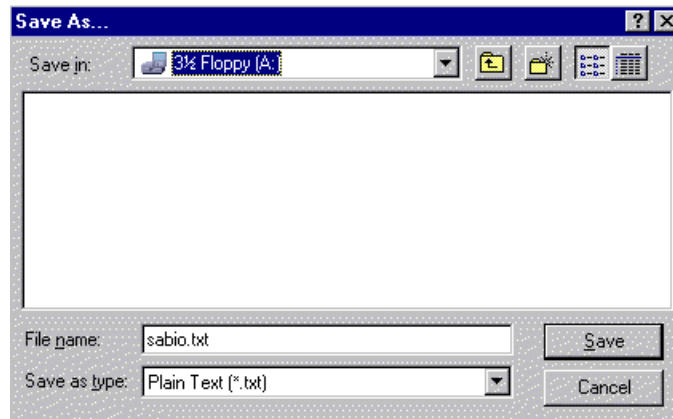 Save As...
Save in: 3½ Floppy (A:)
File name: sabio.txt
Save
Save as type: Plain Text (*.txt)
Cancel